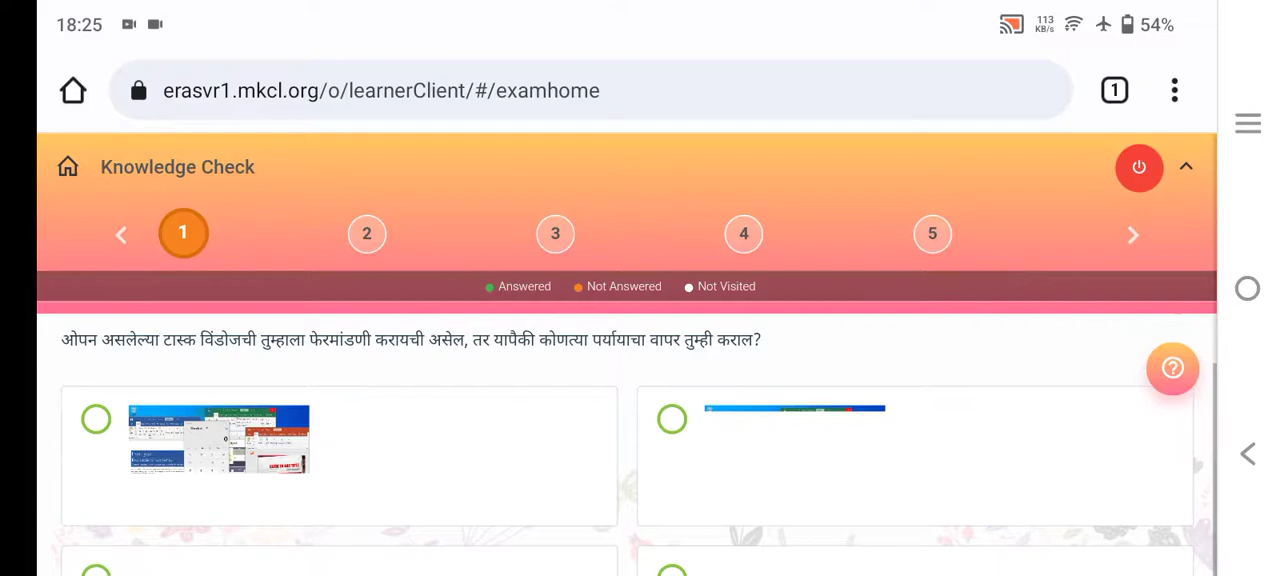 18:25
113 KB/s
54%
erasvr1.mkcl.org/o/learnerClient/#/examhome
1
Knowledge Check
1 2 3 4 5
Answered Not Answered Not Visited
ओपन असलेल्या टास्क विंडोजची तुम्हाला फेरमांडणी करायची असेल, तर यापैकी कोणत्या पर्यायाचा वापर तुम्ही कराल?